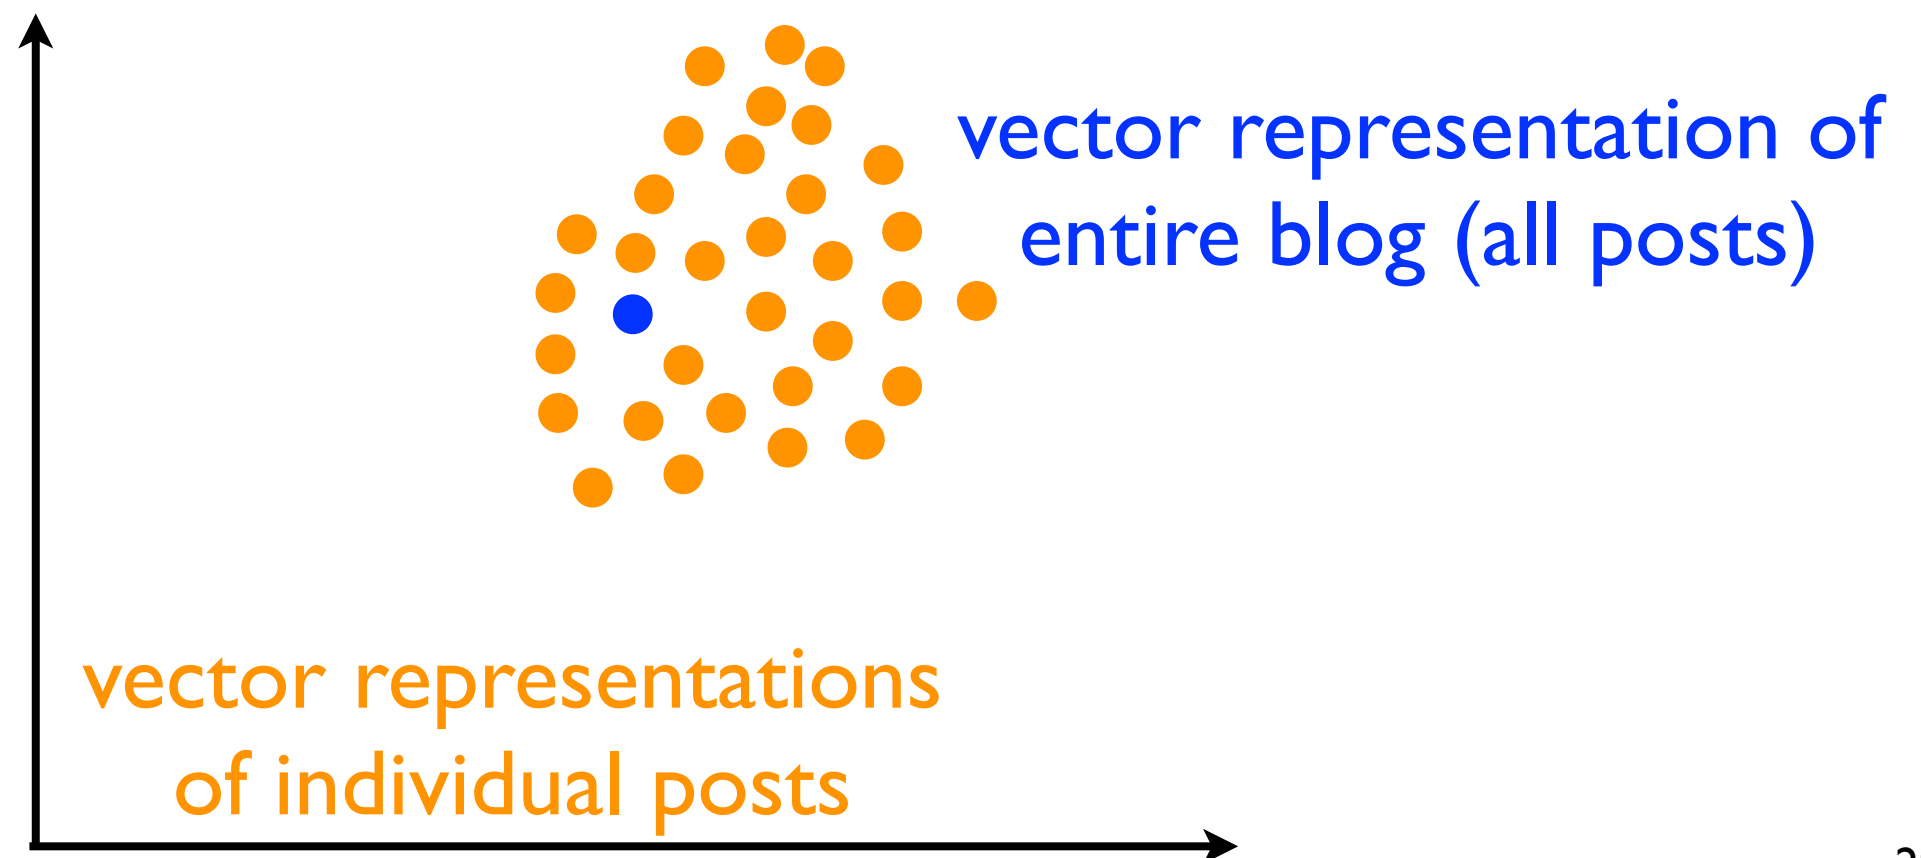 vector representation of
entire blog (all posts)
vector representations
of individual posts